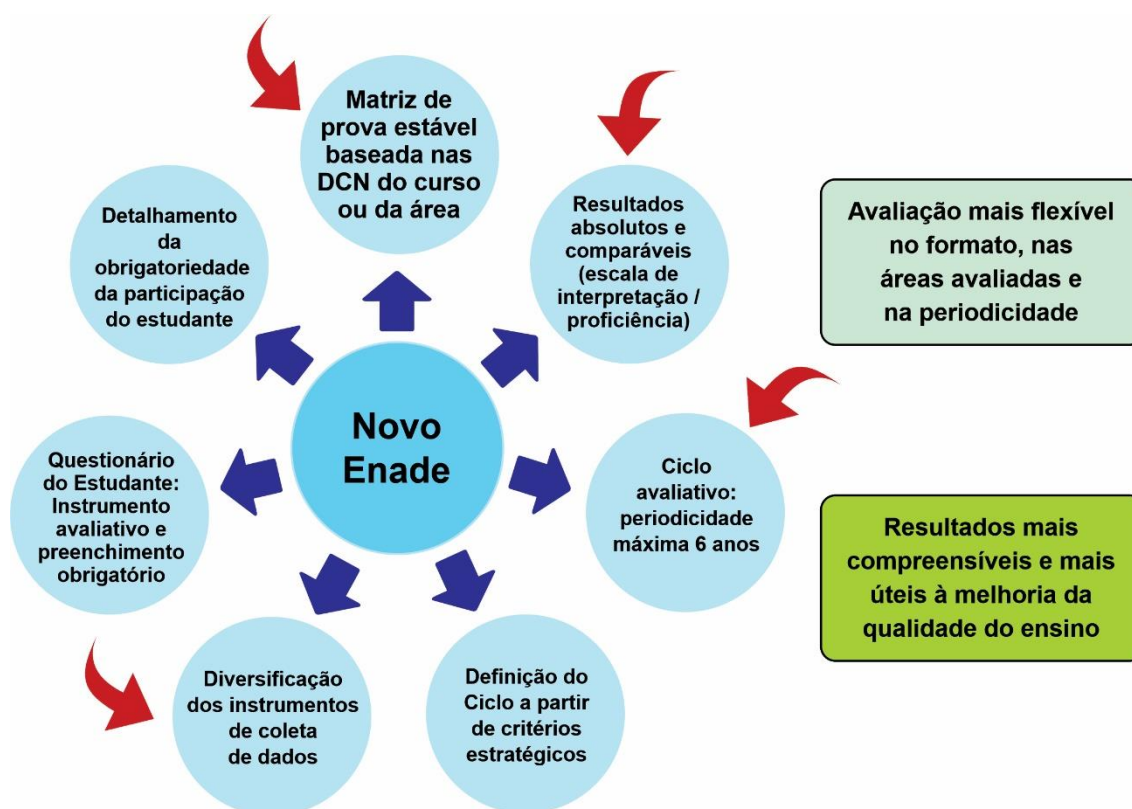 Matriz de
prova estável
baseada nas
DCN do curso
ou da área
Resultados
absolutos e
comparáveis
(escala de
interpretação /
proficiência)
Ciclo
avaliativo:
periodicidade
máxima 6 anos
Definição do
Ciclo a partir
de critérios
estratégicos
Diversificação
dos instrumentos
de coleta
de dados
Questionário
do Estudante:
Instrumento
avaliativo e
preenchimento
obrigatório
Detalhamento
da
obrigatoriedade
da participação
do estudante
Novo
Enade
Avaliação mais flexível
no formato, nas
áreas avaliadas e
na periodicidade
Resultados mais
compreensíveis e mais
úteis à melhoria da
qualidade do ensino